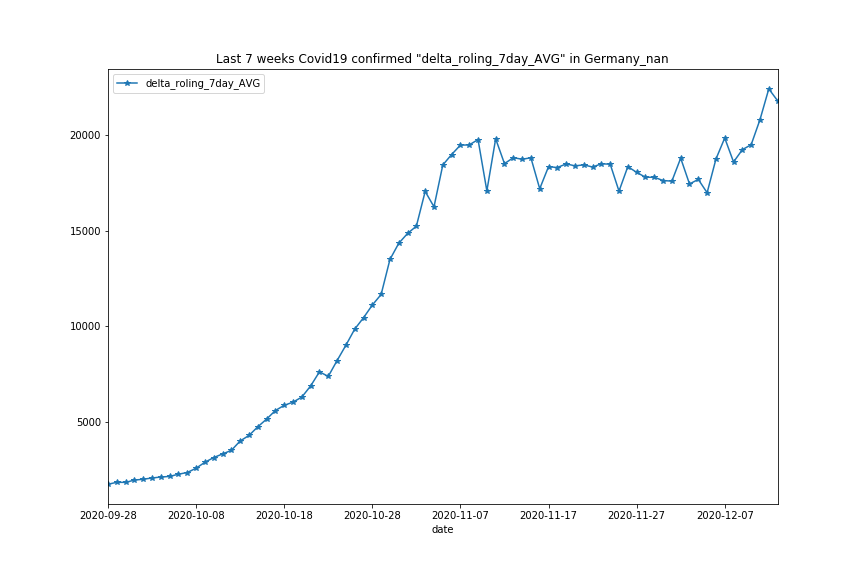 Last 7 weeks Covid19 confirmed "delta_roling_7day_AVG" in Germany_nan
delta_roling_7day_AVG
20000
15000
10000
5000
2020-09-28 2020-10-08 2020-10-18 2020-10-28 2020-11-07 2020-11-17 2020-11-27 2020-12-07
date